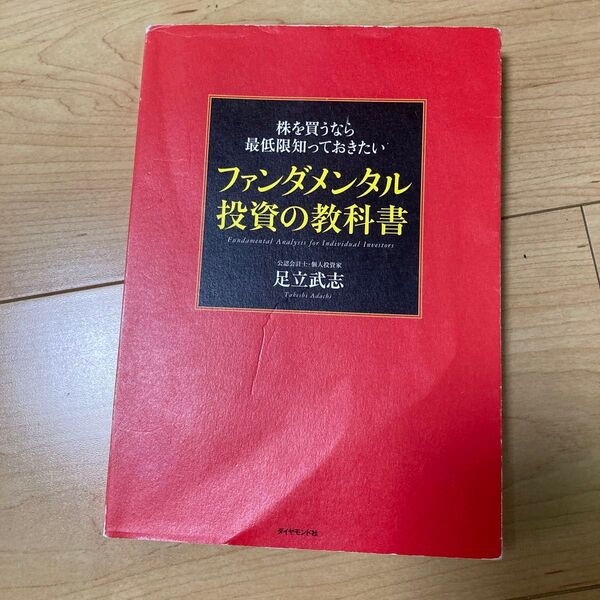 株を買うなら
最低限知っておきたい
ファンダメンタル
投資の教科書
Fundamental Analysis for Individual Investors
公認会計士・個人投資家
足立武志
Takeshi Adachi
ダイヤモンド社